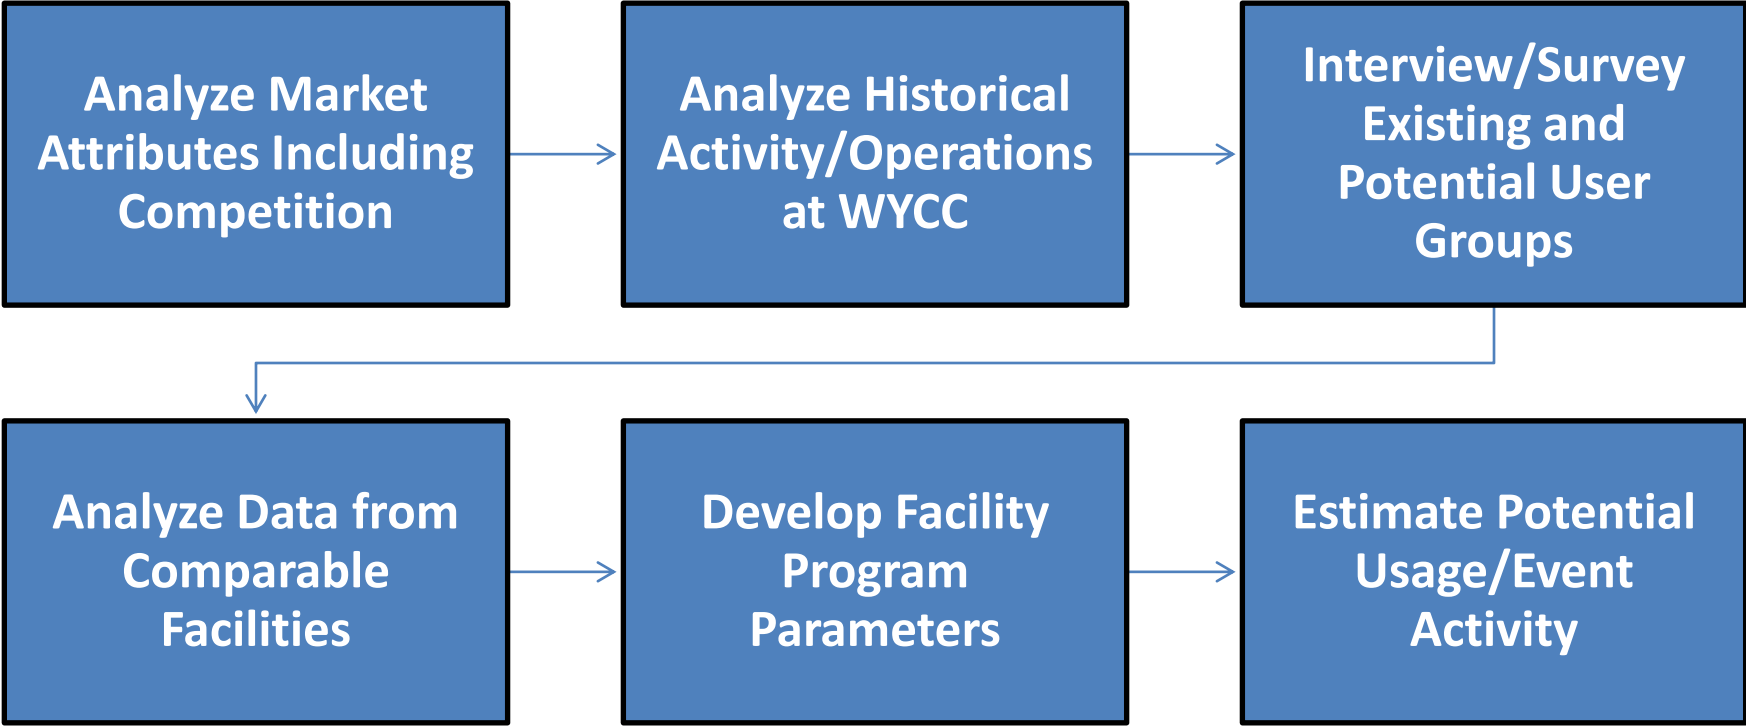 Analyze Market
Attributes Including
Competition
Analyze Historical
Activity/Operations
at WYCC
Interview/Survey
Existing and
Potential User
Groups
Analyze Data from
Comparable
Facilities
Develop Facility
Program
Parameters
Estimate Potential
Usage/Event
Activity